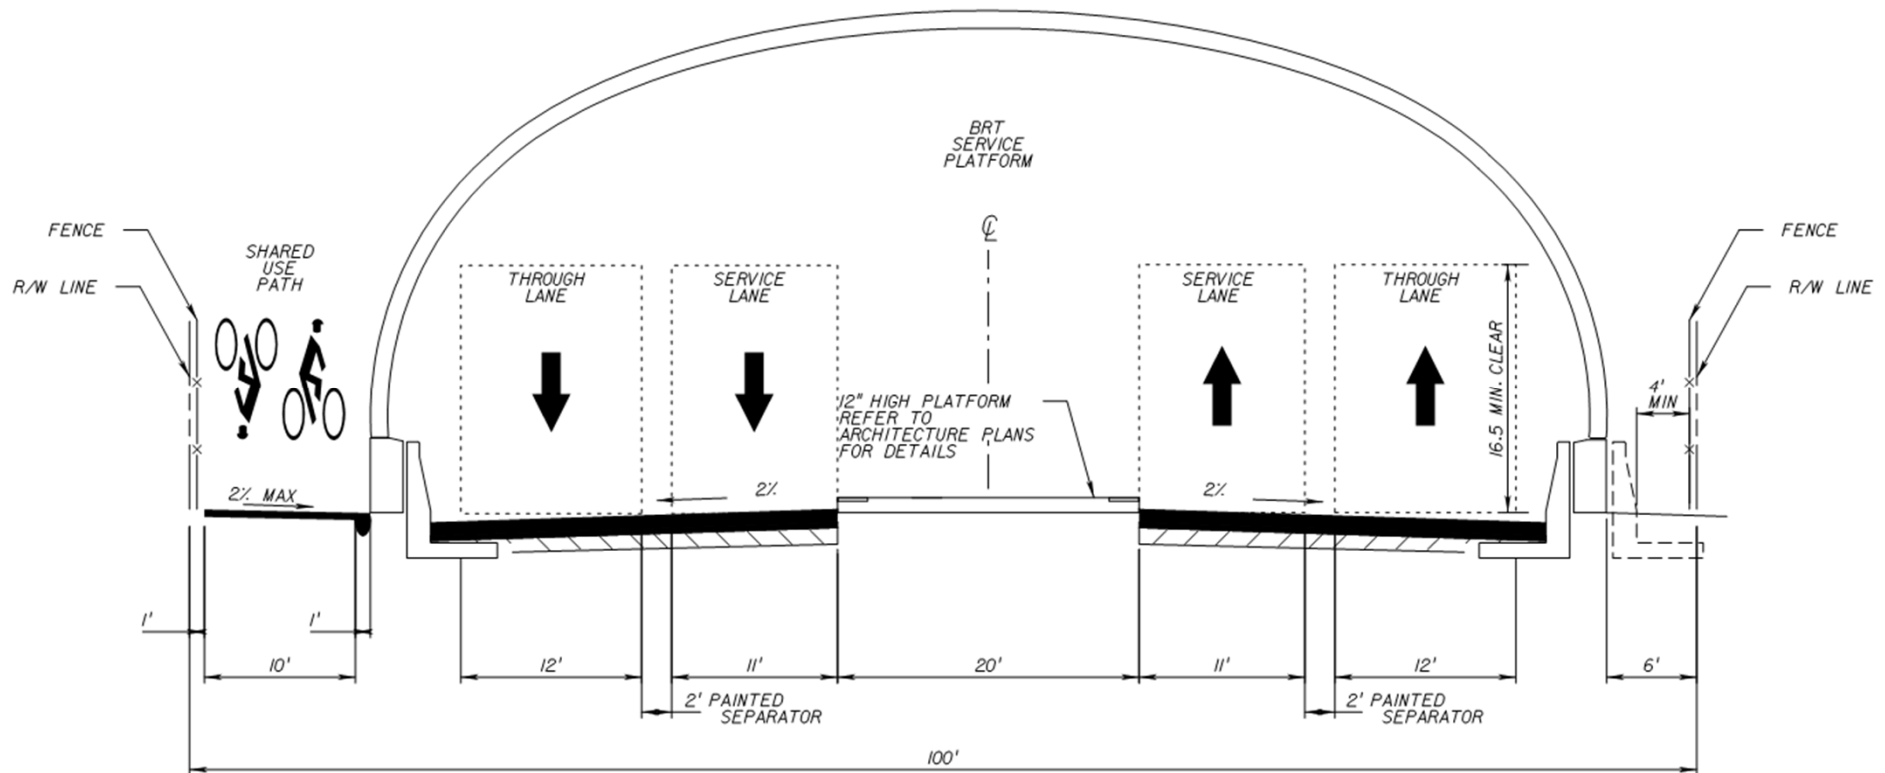 BRT
SERVICE
PLATFORM
FENCE
R/W LINE
SHARED
USE
PATH
THROUGH
LANE
SERVICE
LANE
℄
SERVICE
LANE
THROUGH
LANE
FENCE
R/W LINE
16.5 MIN. CLEAR
4'
MIN
12" HIGH PLATFORM
REFER TO
ARCHITECTURE PLANS
FOR DETAILS
2% MAX
2%
2%
1'
1'
10'
12'
11'
20'
11'
12'
6'
2' PAINTED
SEPARATOR
2' PAINTED
SEPARATOR
100'